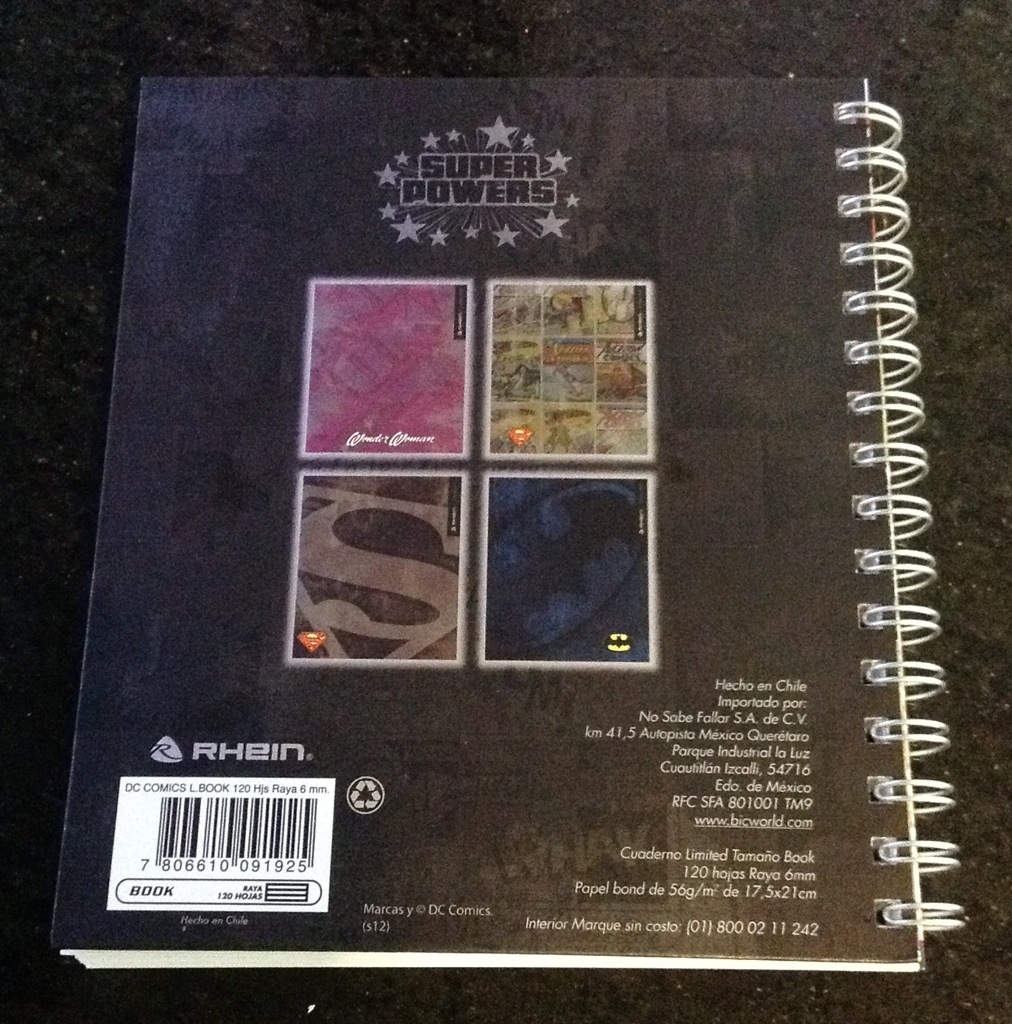 SUPER
POWERS
Wonder Woman
Hecho en Chile
Importado por:
No Sabe Fallar S.A. de C.V.
km 41,5 Autopista México Querétaro
Parque Industrial la Luz
Cuautitlán Izcalli, 54716
Edo. de México
RFC SFA 801001 TM9
www.bicworld.com
Cuaderno Limited Tamaño Book
120 hojas Raya 6mm
Papel bond de 56g/m² de 17,5x21cm
Interior Marque sin costo: (01) 800 02 11 242
RHEIN®
DC COMICS L.BOOK 120 Hjs Raya 6 mm.
7 806610 091925
BOOK
RAYA
120 HOJAS
Hecho en Chile
Marcas y © DC Comics.
(s12)